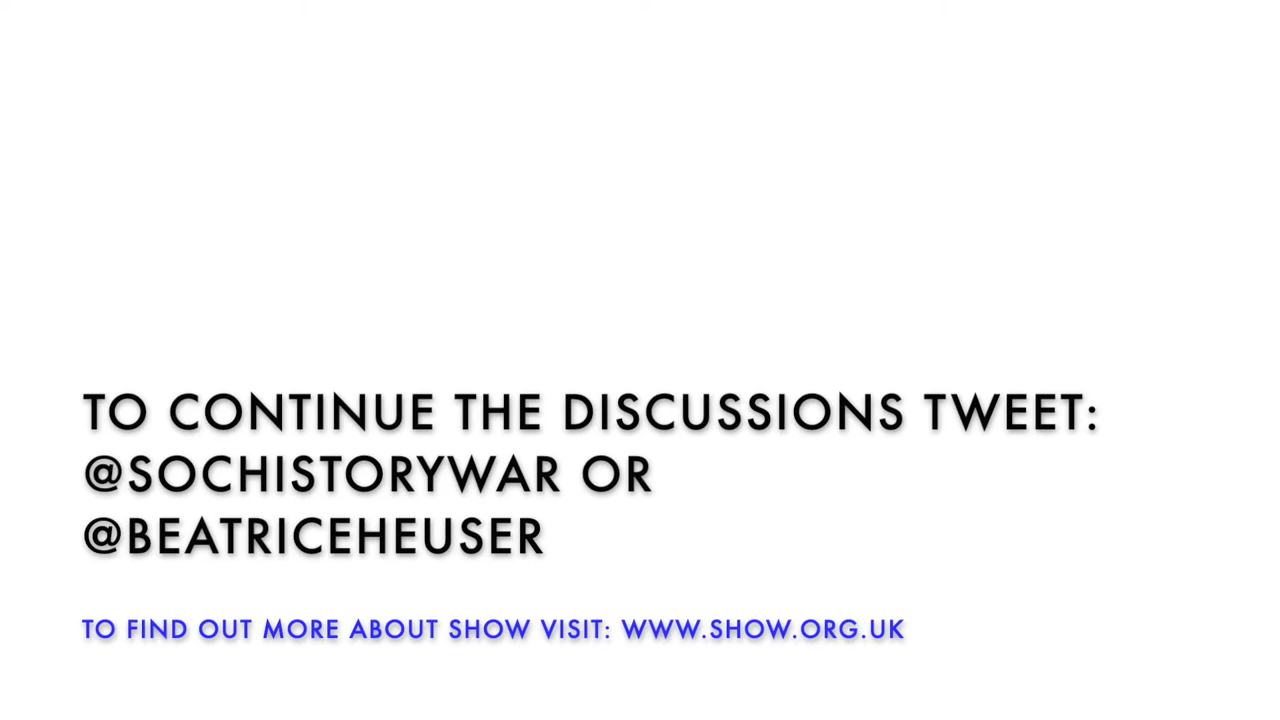 TO CONTINUE THE DISCUSSIONS TWEET:
@SOCHISTORYWAR OR
@BEATRICEHEUSER
TO FIND OUT MORE ABOUT SHOW VISIT: WWW.SHOW.ORG.UK